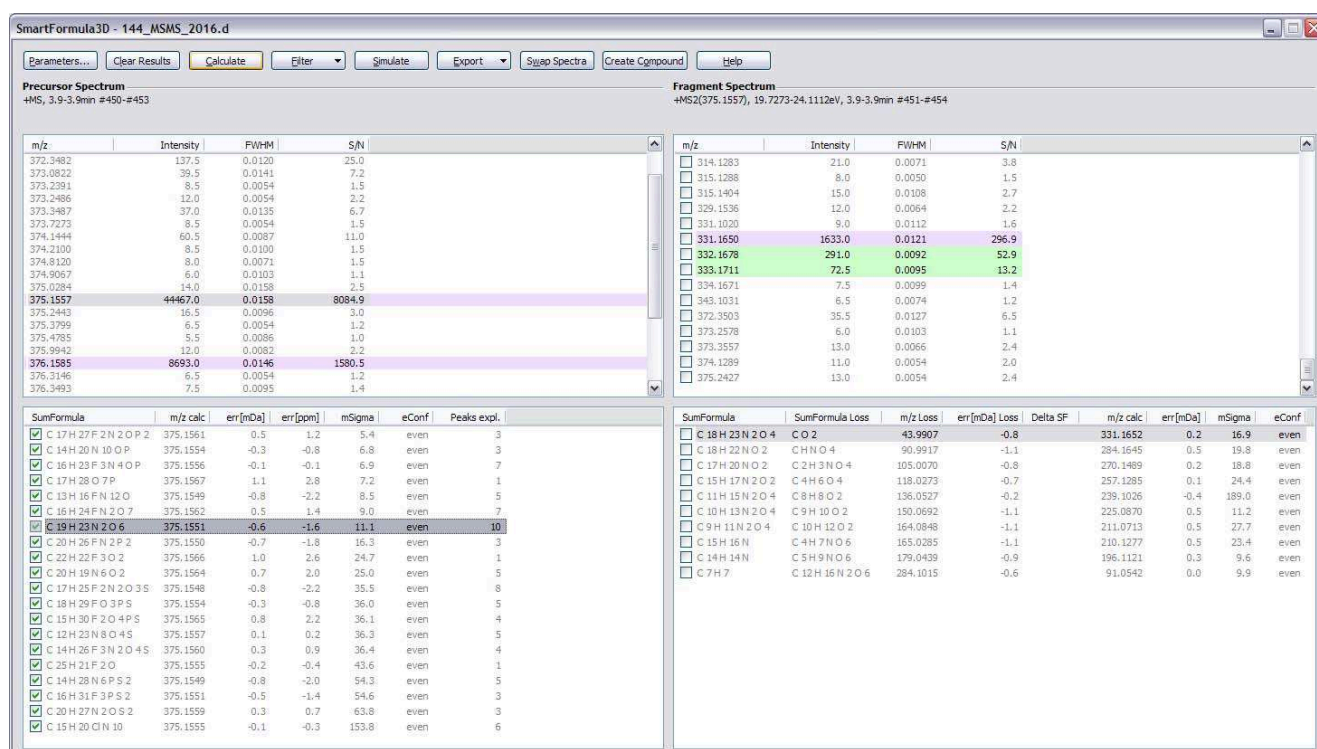 SmartFormula3D - 144_MSMS_2016.d
Parameters... Clear Results Calculate Filter Simulate Export Swap Spectra Create Compound Help
Precursor Spectrum
+MS, 3.9-3.9min #450-#453
m/z Intensity FWHM S/N
372.3482 137.5 0.0120 25.0
373.0822 39.5 0.0141 7.2
373.2391 8.5 0.0054 1.5
373.2486 12.0 0.0054 2.2
373.3487 37.0 0.0135 6.7
373.7273 8.5 0.0054 1.5
374.1444 60.5 0.0087 11.0
374.2100 8.5 0.0100 1.5
374.8120 8.0 0.0071 1.5
374.9067 6.0 0.0103 1.1
375.0284 14.0 0.0158 2.5
375.1557 44467.0 0.0158 8084.9
375.2443 16.5 0.0096 3.0
375.3799 6.5 0.0054 1.2
375.4785 5.5 0.0086 1.0
375.9942 12.0 0.0082 2.2
376.1585 8693.0 0.0146 1580.5
376.3146 6.5 0.0054 1.2
376.3493 7.5 0.0095 1.4
Fragment Spectrum
+MS2(375.1557), 19.7273-24.1112eV, 3.9-3.9min #451-#454
m/z Intensity FWHM S/N
314.1283 21.0 0.0071 3.8
315.1288 8.0 0.0050 1.5
315.1404 15.0 0.0108 2.7
329.1536 12.0 0.0064 2.2
331.1020 9.0 0.0112 1.6
331.1650 1633.0 0.0121 296.9
332.1678 291.0 0.0092 52.9
333.1711 72.5 0.0095 13.2
334.1671 7.5 0.0099 1.4
343.1031 6.5 0.0074 1.2
372.3503 35.5 0.0127 6.5
373.2578 6.0 0.0103 1.1
373.3557 13.0 0.0066 2.4
374.1289 11.0 0.0054 2.0
375.2427 13.0 0.0054 2.4
SumFormula m/z calc err[mDa] err[ppm] mSigma eConf Peaks expl.
C 17 H 27 F 2 N 2 O P 2 375.1561 0.5 1.2 5.4 even 3
C 14 H 20 N 10 O P 375.1554 -0.3 -0.8 6.8 even 3
C 16 H 23 F 3 N 4 O P 375.1556 -0.1 -0.1 6.9 even 7
C 17 H 28 O 7 P 375.1567 1.1 2.8 7.2 even 1
C 13 H 16 F N 12 O 375.1549 -0.8 -2.2 8.5 even 5
C 16 H 24 F N 2 O 7 375.1562 0.5 1.4 9.0 even 5
C 19 H 23 N 2 O 6 375.1551 -0.6 -1.6 11.1 even 10
C 20 H 26 F N 2 P 2 375.1550 -0.7 -1.8 16.3 even 3
C 22 H 22 F 3 O 2 375.1566 1.0 2.6 24.7 even 1
C 20 H 19 N 6 O 2 375.1564 0.7 2.0 25.0 even 5
C 17 H 25 F 2 N 2 O 3 S 375.1548 -0.8 -2.2 35.5 even 8
C 18 H 29 F O 3 P S 375.1554 -0.3 -0.8 36.0 even 5
C 15 H 30 F 2 O 4 P S 375.1565 0.8 2.2 36.1 even 4
C 12 H 23 N 8 O 4 S 375.1557 0.1 0.2 36.3 even 5
C 14 H 26 F 3 N 2 O 4 S 375.1560 0.3 0.9 36.4 even 4
C 25 H 21 F 2 O 375.1555 -0.2 -0.4 43.6 even 1
C 14 H 28 N 6 P S 2 375.1549 -0.8 -2.0 54.3 even 5
C 16 H 31 F 3 P S 2 375.1551 -0.5 -1.4 54.6 even 3
C 20 H 27 N 2 O S 2 375.1559 0.3 0.7 63.8 even 3
C 15 H 20 Cl N 10 375.1555 -0.1 -0.3 153.8 even 6
SumFormula SumFormula Loss m/z Loss err[mDa] Loss Delta SF m/z calc err[mDa] mSigma eConf
C 18 H 23 N 2 O 4 C O 2 43.9907 -0.8 331.1652 0.2 16.9 even
C 18 H 22 N O 2 C H N O 4 90.9917 -1.1 284.1645 0.5 19.8 even
C 17 H 20 N O 2 C 2 H 3 N O 4 105.0070 -0.8 270.1489 0.2 18.8 even
C 15 H 17 N 2 O 2 C 4 H 6 O 4 118.0273 -0.7 257.1285 0.1 24.4 even
C 11 H 15 N 2 O 4 C 8 H 8 O 2 136.0527 -0.2 239.1026 -0.4 189.0 even
C 10 H 13 N 2 O 4 C 9 H 10 O 2 150.0692 -1.1 225.0870 0.5 11.2 even
C 9 H 11 N 2 O 4 C 10 H 12 O 2 164.0848 -1.1 211.0713 0.5 27.7 even
C 15 H 16 N C 4 H 7 N O 6 165.0285 -1.1 210.1277 0.5 23.4 even
C 14 H 14 N C 5 H 9 N O 6 179.0439 -0.9 196.1121 0.3 9.6 even
C 7 H 7 C 12 H 16 N 2 O 6 284.1015 -0.6 91.0542 0.0 9.9 even